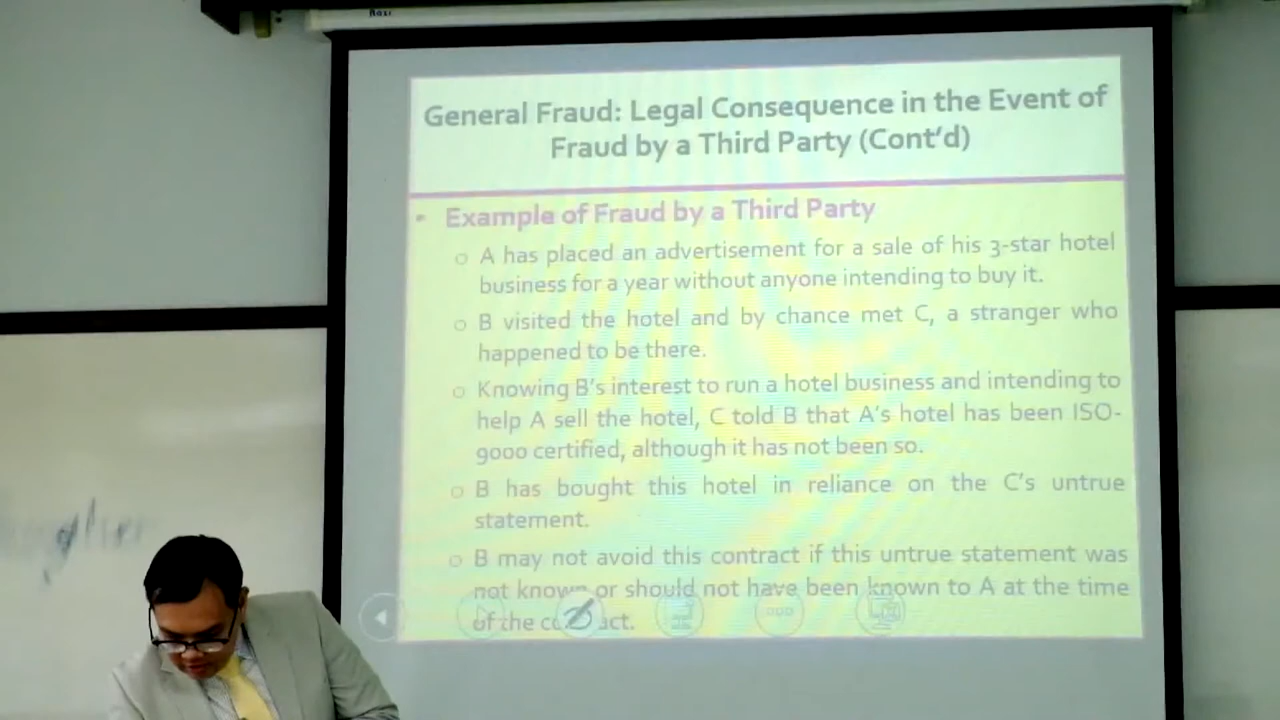 General Fraud: Legal Consequence in the Event of
Fraud by a Third Party (Cont'd)
• Example of Fraud by a Third Party
o A has placed an advertisement for a sale of his 3-star hotel
business for a year without anyone intending to buy it.
o B visited the hotel and by chance met C, a stranger who
happened to be there.
o Knowing B's interest to run a hotel business and intending to
help A sell the hotel, C told B that A's hotel has been ISO-
9000 certified, although it has not been so.
o B has bought this hotel in reliance on the C's untrue
statement.
o B may not avoid this contract if this untrue statement was
not known or should not have been known to A at the time
of the contract.